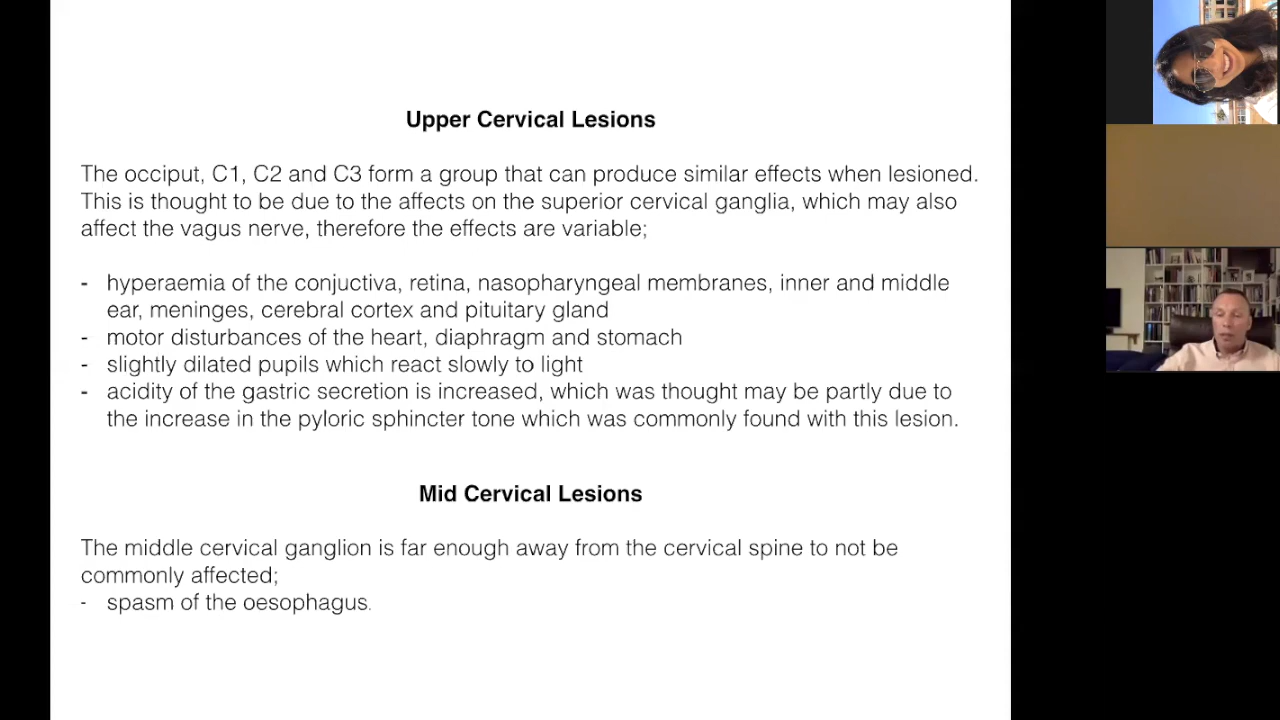 Upper Cervical Lesions
The occiput, C1, C2 and C3 form a group that can produce similar effects when lesioned.
This is thought to be due to the affects on the superior cervical ganglia, which may also
affect the vagus nerve, therefore the effects are variable;
- hyperaemia of the conjuctiva, retina, nasopharyngeal membranes, inner and middle
ear, meninges, cerebral cortex and pituitary gland
- motor disturbances of the heart, diaphragm and stomach
- slightly dilated pupils which react slowly to light
- acidity of the gastric secretion is increased, which was thought may be partly due to
the increase in the pyloric sphincter tone which was commonly found with this lesion.
Mid Cervical Lesions
The middle cervical ganglion is far enough away from the cervical spine to not be
commonly affected;
- spasm of the oesophagus.